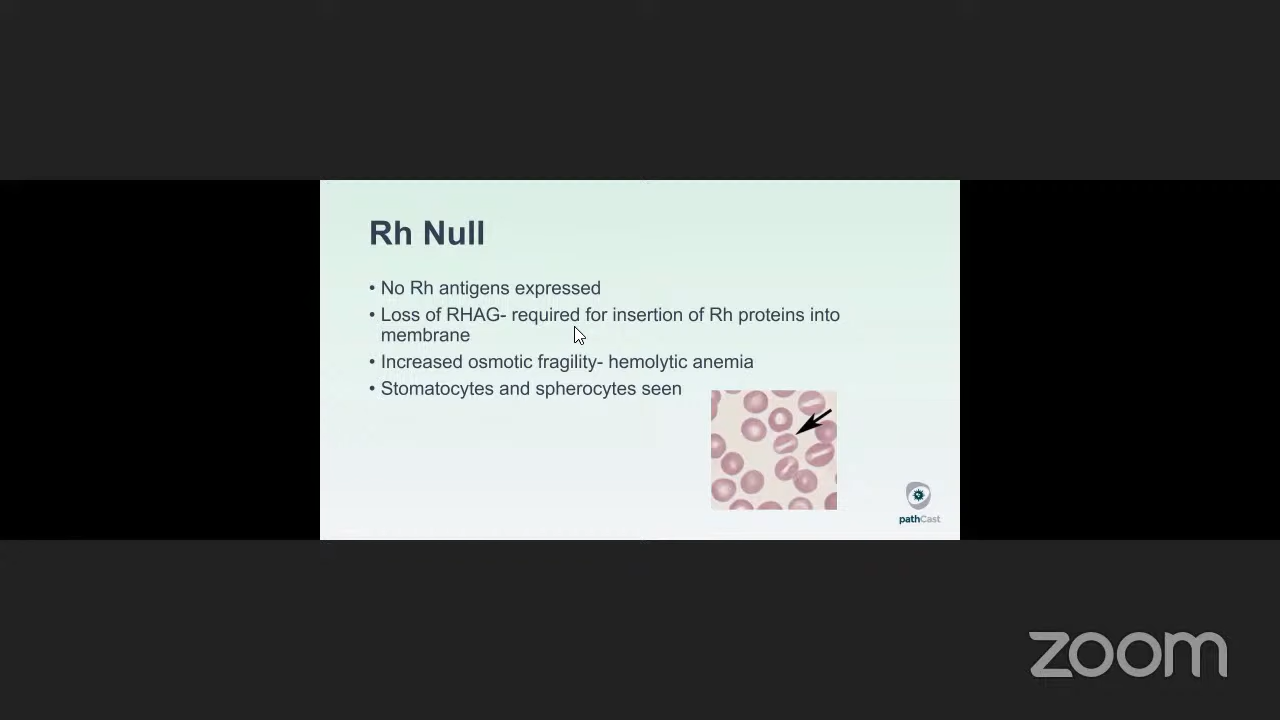 Rh Null
• No Rh antigens expressed
• Loss of RHAG- required for insertion of Rh proteins into
membrane
• Increased osmotic fragility- hemolytic anemia
• Stomatocytes and spherocytes seen
pathCast
zoom